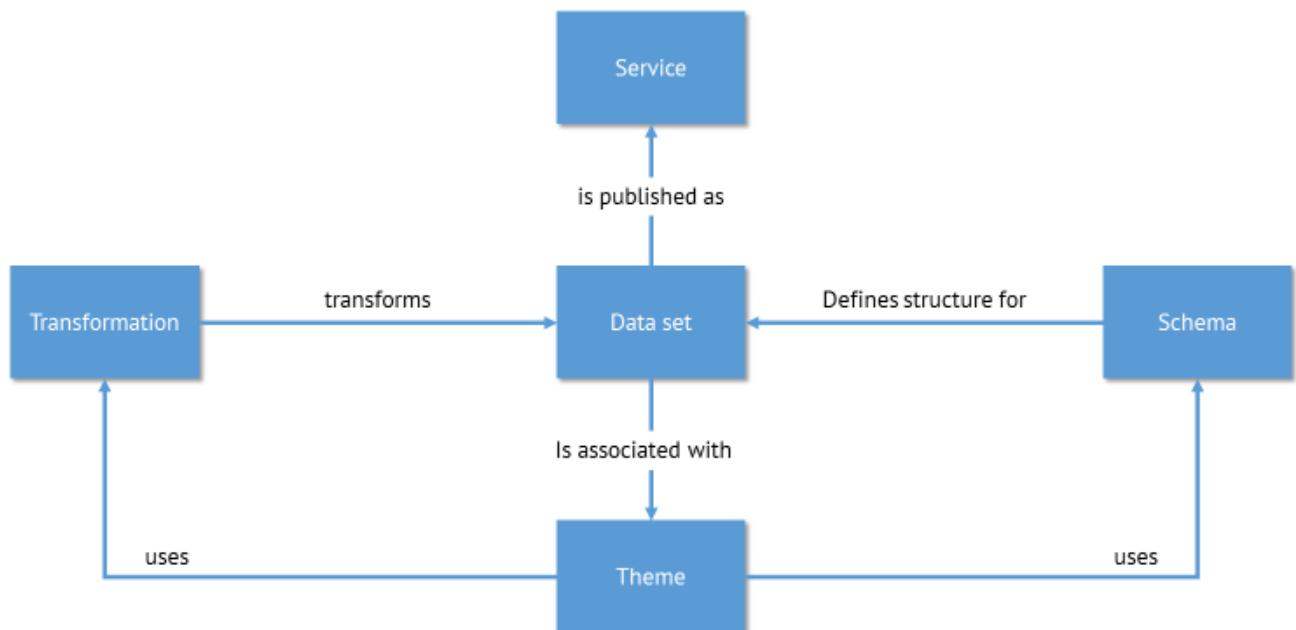 Service
is published as
Transformation
transforms
Data set
Defines structure for
Schema
Is associated with
uses
Theme
uses